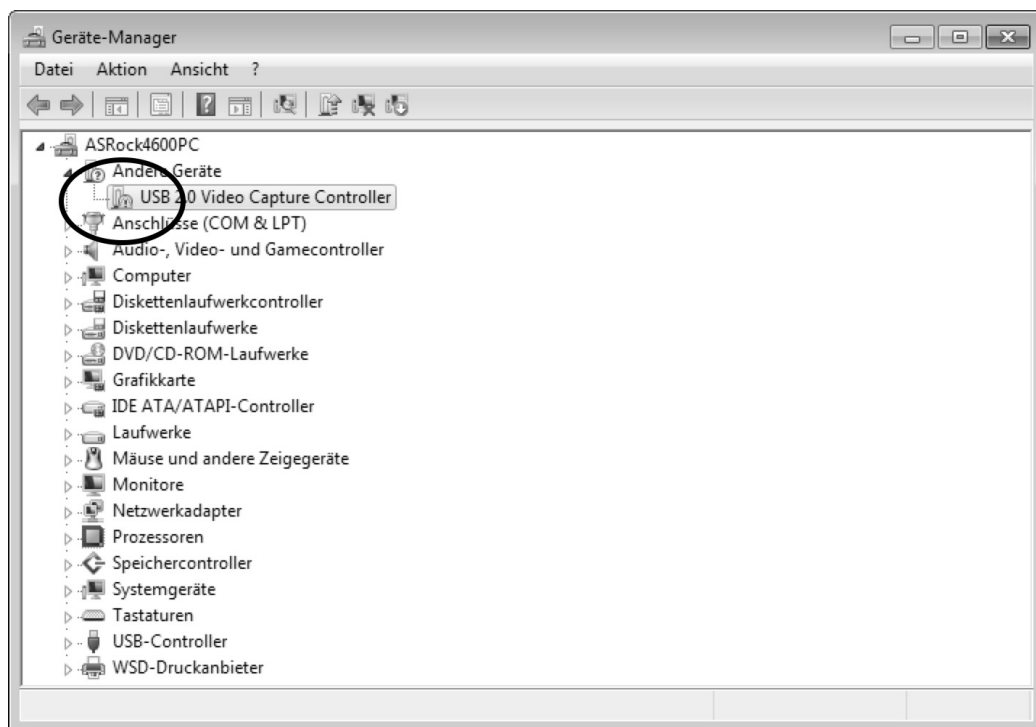 Geräte-Manager
Datei Aktion Ansicht ?
ASRock4600PC
Andere Geräte
USB 2.0 Video Capture Controller
Anschlüsse (COM & LPT)
Audio-, Video- und Gamecontroller
Computer
Diskettenlaufwerkcontroller
Diskettenlaufwerke
DVD/CD-ROM-Laufwerke
Grafikkarte
IDE ATA/ATAPI-Controller
Laufwerke
Mäuse und andere Zeigegeräte
Monitore
Netzwerkadapter
Prozessoren
Speichercontroller
Systemgeräte
Tastaturen
USB-Controller
WSD-Druckanbieter